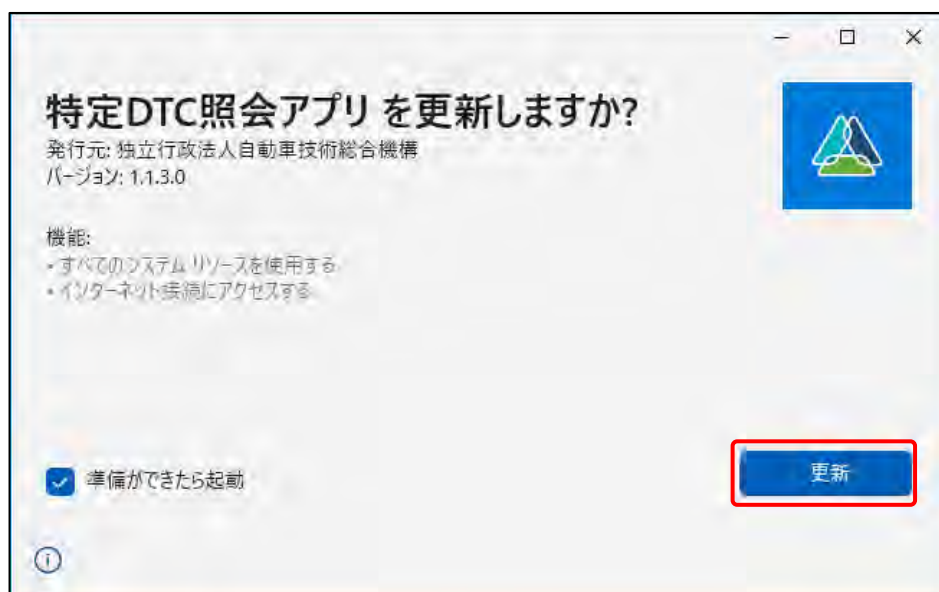 特定DTC照会アプリ を更新しますか?
発行元: 独立行政法人自動車技術総合機構
バージョン: 1.1.3.0
機能:
• すべてのシステム リソースを使用する
• インターネット接続にアクセスする
準備ができたら起動
更新